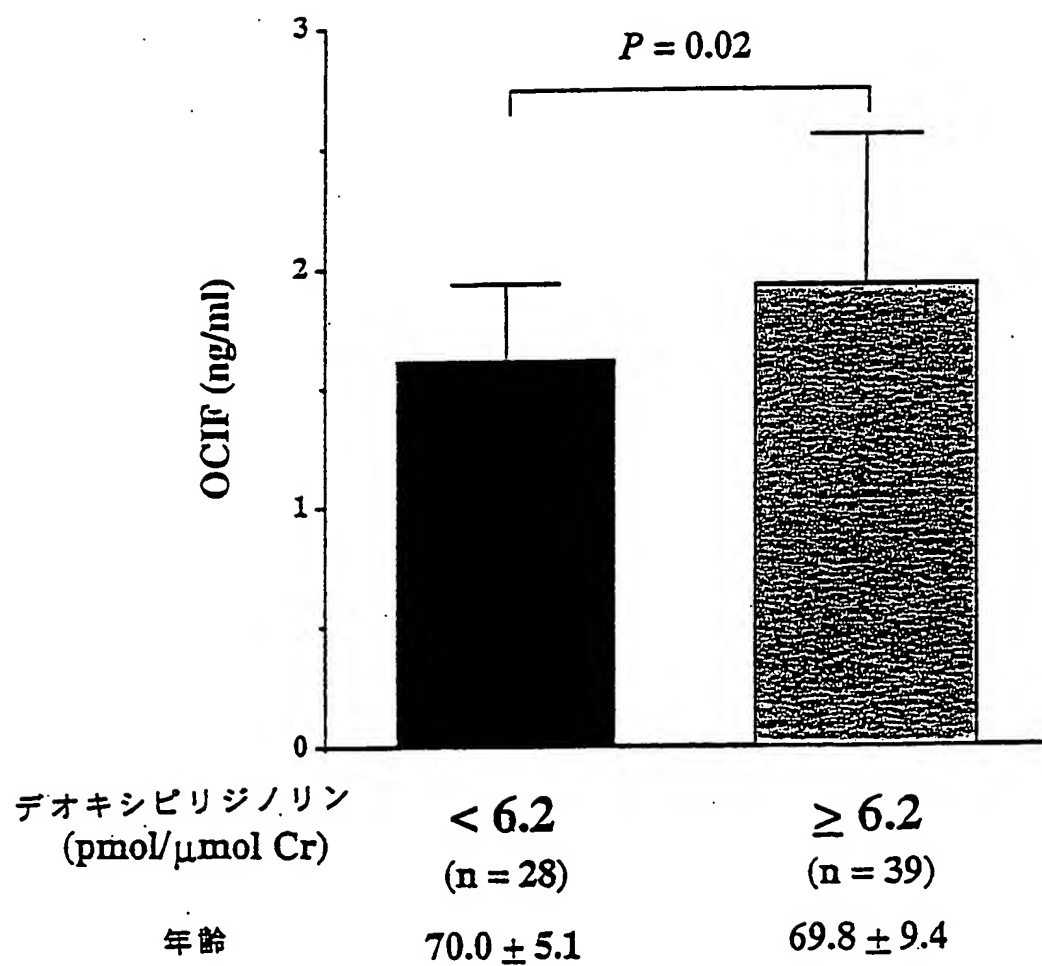 3
P = 0.02
2
OCIF (ng/ml)
1
0
デオキシピリジノリン
(pmol/μmol Cr)
< 6.2
≥ 6.2
(n = 28)
(n = 39)
年齢
70.0 ± 5.1
69.8 ± 9.4